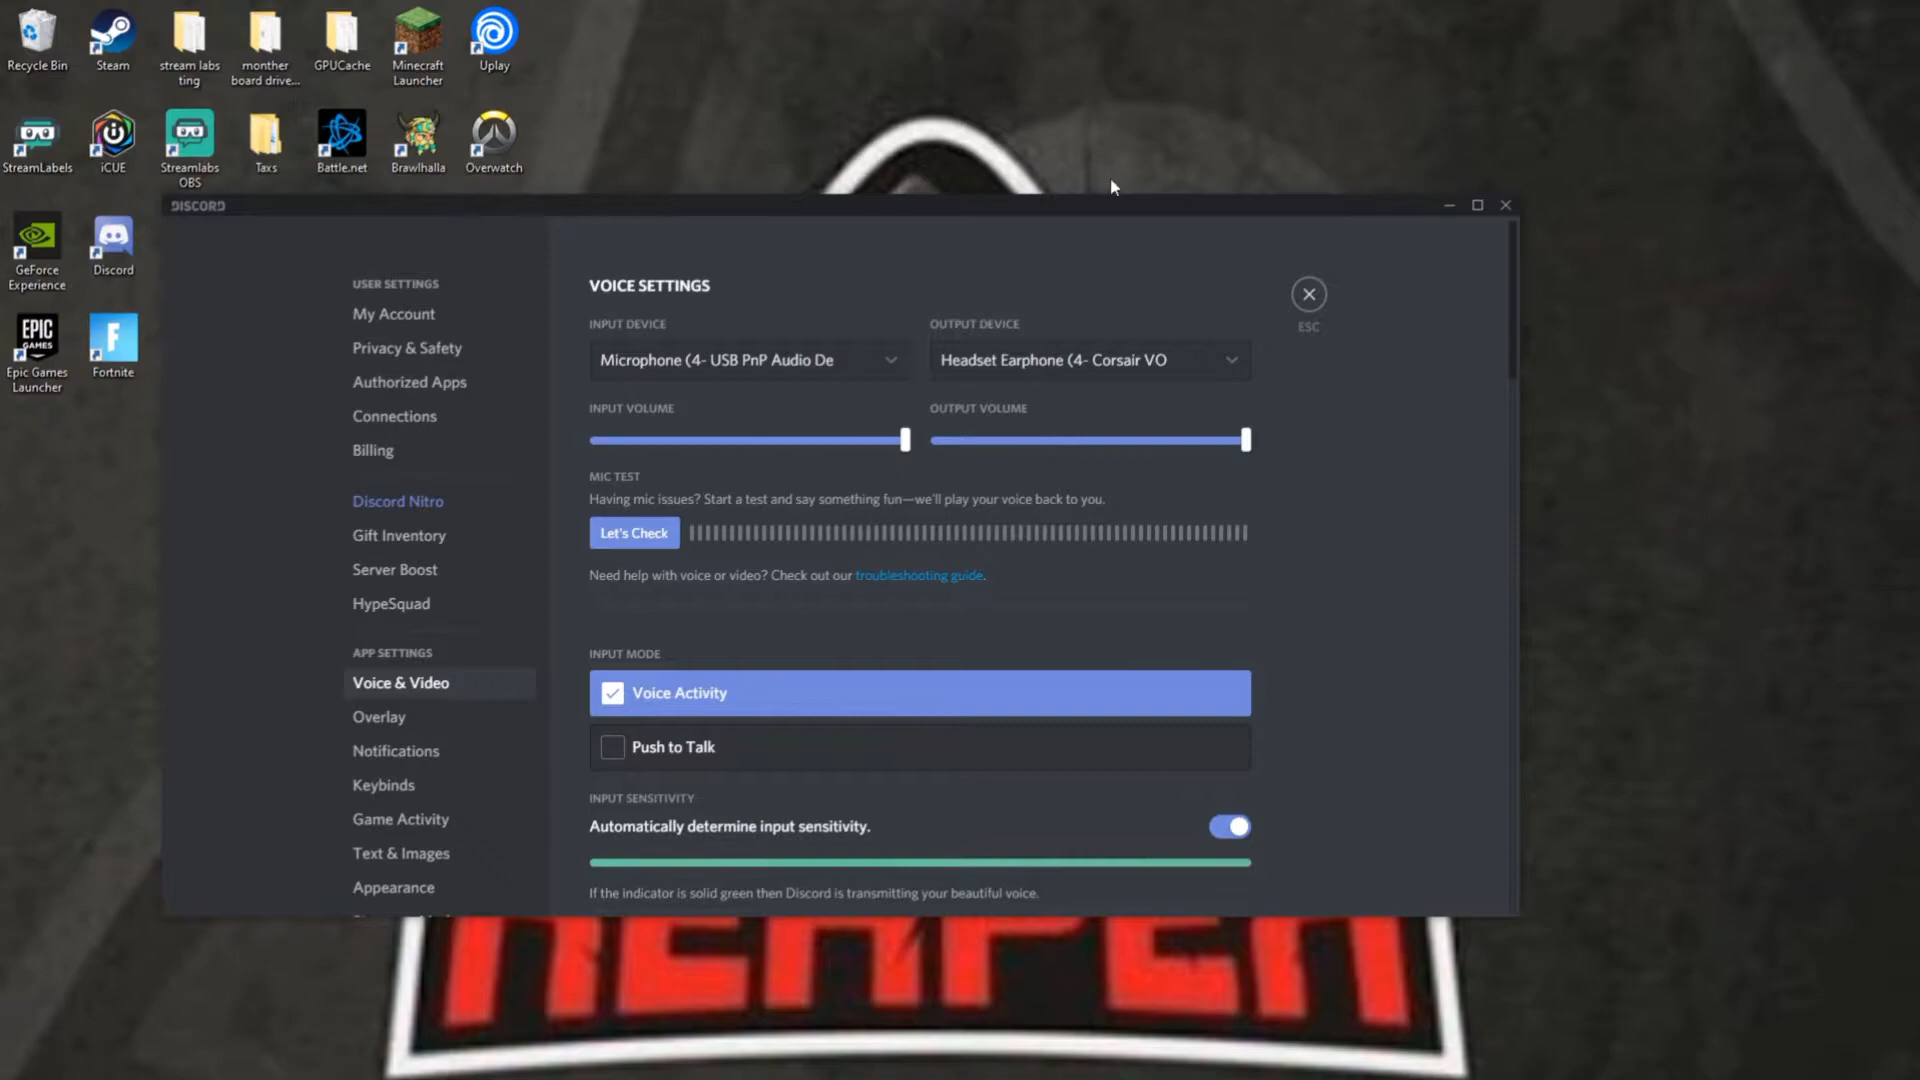 Recycle Bin
Steam
stream labs
ting
monther
board drive...
GPUCache
Minecraft
Launcher
Uplay
StreamLabels
iCUE
Streamlabs
OBS
Taxs
Battle.net
Brawlhalla
Overwatch
GeForce
Experience
Discord
EPIC
GAMES
Epic Games
Launcher
F
Fortnite
DISCORD
USER SETTINGS
My Account
Privacy & Safety
Authorized Apps
Connections
Billing
Discord Nitro
Gift Inventory
Server Boost
HypeSquad
APP SETTINGS
Voice & Video
Overlay
Notifications
Keybinds
Game Activity
Text & Images
Appearance
VOICE SETTINGS
ESC
INPUT DEVICE
OUTPUT DEVICE
Microphone (4- USB PnP Audio De
Headset Earphone (4- Corsair VO
INPUT VOLUME
OUTPUT VOLUME
MIC TEST
Having mic issues? Start a test and say something fun—we'll play your voice back to you.
Let's Check
Need help with voice or video? Check out our troubleshooting guide.
INPUT MODE
Voice Activity
Push to Talk
INPUT SENSITIVITY
Automatically determine input sensitivity.
If the indicator is solid green then Discord is transmitting your beautiful voice.
REAPER